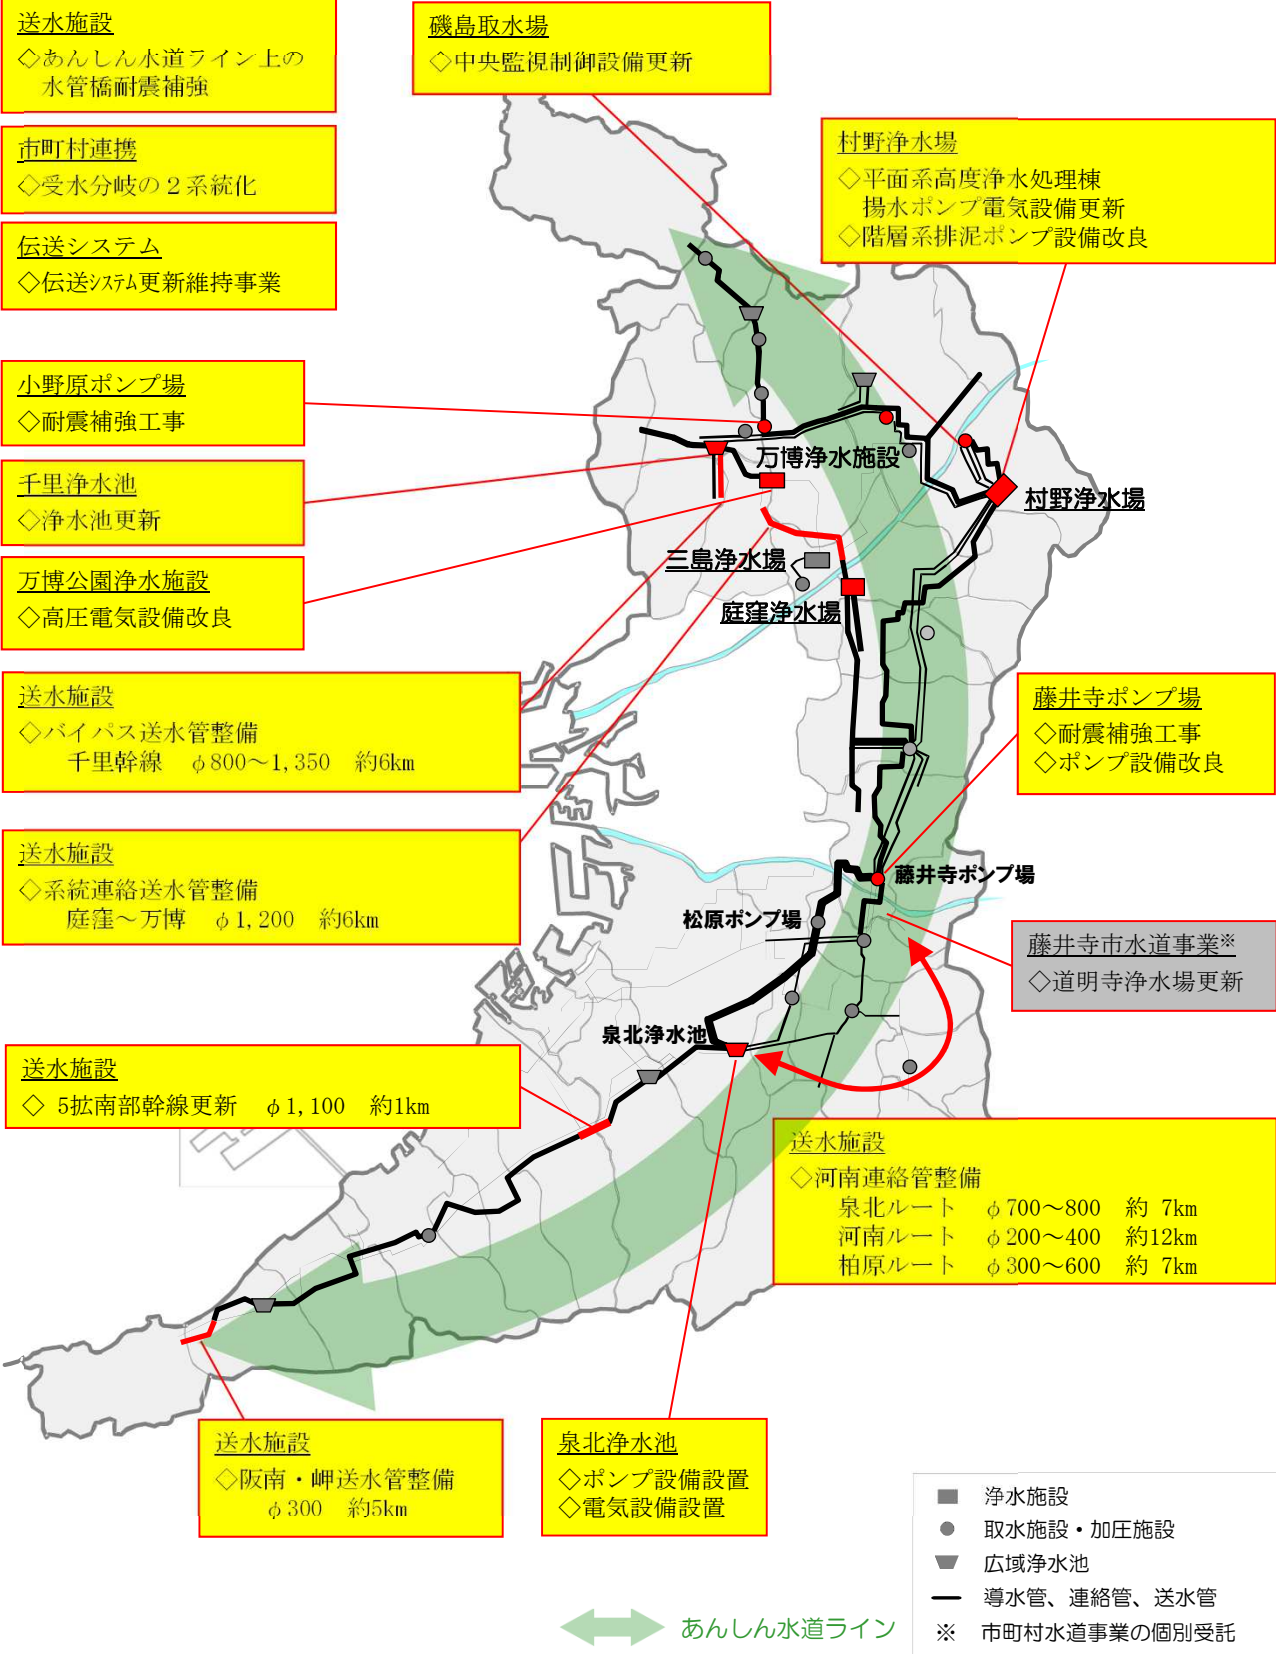 送水施設
◇あんしん水道ライン上の
水管橋耐震補強
市町村連携
◇受水分岐の２系統化
伝送システム
◇伝送ｼｽﾃﾑ更新維持事業
磯島取水場
◇中央監視制御設備更新
村野浄水場
◇平面系高度浄水処理棟
揚水ポンプ電気設備更新
◇階層系排泥ポンプ設備改良
小野原ポンプ場
◇耐震補強工事
千里浄水池
◇浄水池更新
万博公園浄水施設
◇高圧電気設備改良
万博浄水施設
村野浄水場
三島浄水場
庭窪浄水場
送水施設
◇バイパス送水管整備
千里幹線　φ800～1,350　約6km
送水施設
◇系統連絡送水管整備
庭窪～万博　φ1,200　約6km
藤井寺ポンプ場
◇耐震補強工事
◇ポンプ設備改良
藤井寺ポンプ場
松原ポンプ場
藤井寺市水道事業※
◇道明寺浄水場更新
泉北浄水池
送水施設
◇ 5拡南部幹線更新　φ1,100　約1km
送水施設
◇河南連絡管整備
泉北ルート　φ700～800　約 7km
河南ルート　φ200～400　約12km
柏原ルート　φ300～600　約 7km
送水施設
◇阪南・岬送水管整備
φ300　約5km
泉北浄水池
◇ポンプ設備設置
◇電気設備設置
浄水施設
取水施設・加圧施設
広域浄水池
導水管、連絡管、送水管
※　市町村水道事業の個別受託
あんしん水道ライン